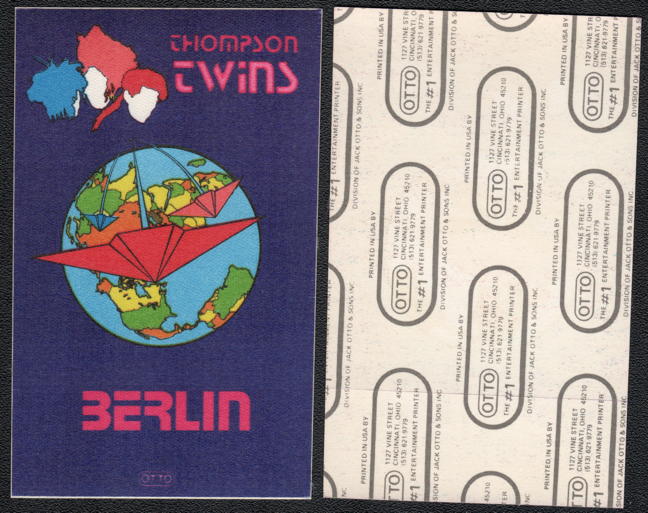 THOMPSON
TWINS
BERLIN
OTTO
PRINTED IN USA BY
OTTO
1127 VINE STREET
CINCINNATI, OHIO 45210
(513) 621-9779
THE #1 ENTERTAINMENT PRINTER
DIVISION OF JACK OTTO & SONS INC.